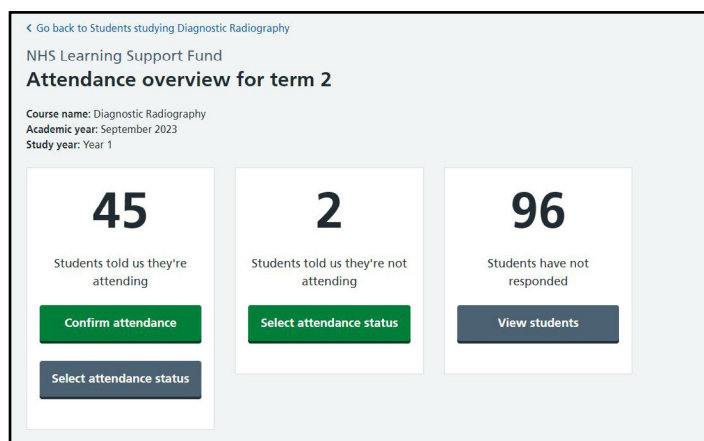 Go back to Students studying Diagnostic Radiography
NHS Learning Support Fund
Attendance overview for term 2
Course name: Diagnostic Radiography
Academic year: September 2023
Study year: Year 1
45
Students told us they're
attending
Confirm attendance
Select attendance status
2
Students told us they're not
attending
Select attendance status
96
Students have not
responded
View students